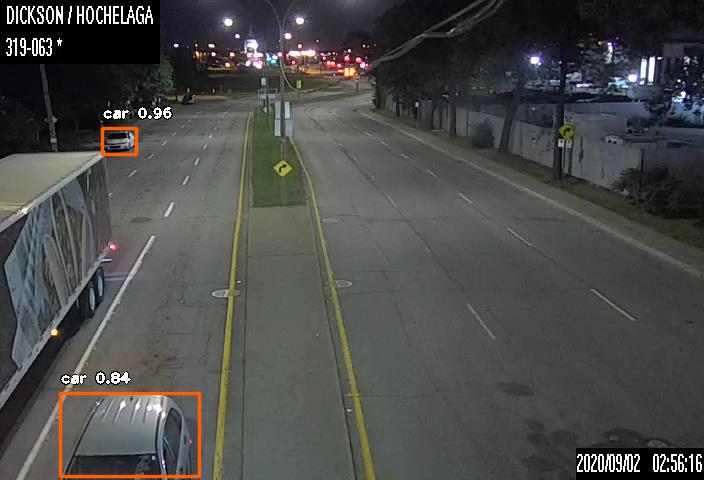 DICKSON / HOCHELAGA
319-063 *
car 0.96
car 0.84
2020/09/02 02:56:16